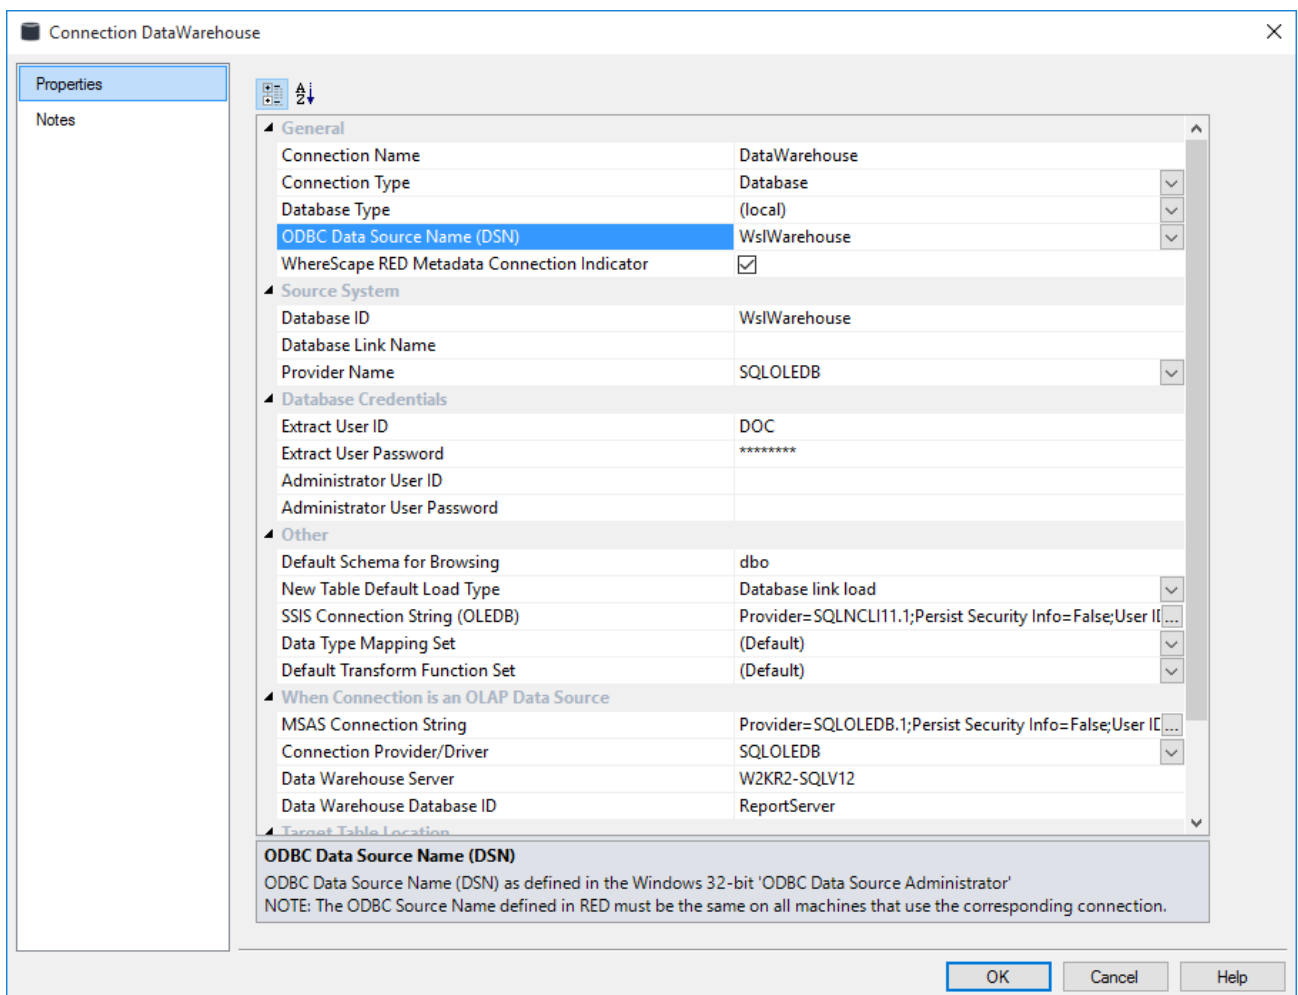 Connection DataWarehouse
Properties
Notes
General
Connection Name DataWarehouse
Connection Type Database
Database Type (local)
ODBC Data Source Name (DSN) WslWarehouse
WhereScape RED Metadata Connection Indicator
Source System
Database ID WslWarehouse
Database Link Name
Provider Name SQLOLEDB
Database Credentials
Extract User ID DOC
Extract User Password ********
Administrator User ID
Administrator User Password
Other
Default Schema for Browsing dbo
New Table Default Load Type Database link load
SSIS Connection String (OLEDB) Provider=SQLNCLI11.1;Persist Security Info=False;User I...
Data Type Mapping Set (Default)
Default Transform Function Set (Default)
When Connection is an OLAP Data Source
MSAS Connection String Provider=SQLOLEDB.1;Persist Security Info=False;User I...
Connection Provider/Driver SQLOLEDB
Data Warehouse Server W2KR2-SQLV12
Data Warehouse Database ID ReportServer
Target Table Location
ODBC Data Source Name (DSN)
ODBC Data Source Name (DSN) as defined in the Windows 32-bit 'ODBC Data Source Administrator'
NOTE: The ODBC Source Name defined in RED must be the same on all machines that use the corresponding connection.
OK Cancel Help